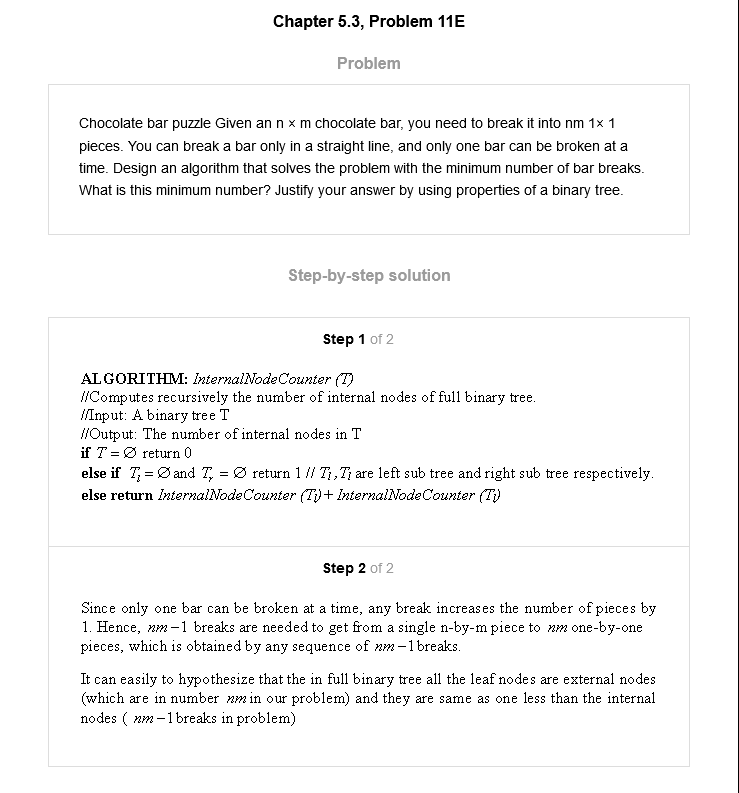 Chapter 5.3, Problem 11E
Problem
Chocolate bar puzzle Given an n × m chocolate bar, you need to break it into nm 1× 1
pieces. You can break a bar only in a straight line, and only one bar can be broken at a
time. Design an algorithm that solves the problem with the minimum number of bar breaks.
What is this minimum number? Justify your answer by using properties of a binary tree.
Step-by-step solution
Step 1 of 2
ALGORITHM: InternalNodeCounter (T)
//Computes recursively the number of internal nodes of full binary tree.
//Input: A binary tree T
//Output: The number of internal nodes in T
if T = ∅ return 0
else if Tl = ∅ and Tr = ∅ return 1 // Tl , Tl are left sub tree and right sub tree respectively.
else return InternalNodeCounter (Tl) + InternalNodeCounter (Tl)
Step 2 of 2
Since only one bar can be broken at a time, any break increases the number of pieces by
1. Hence, nm − 1 breaks are needed to get from a single n-by-m piece to nm one-by-one
pieces, which is obtained by any sequence of nm − 1 breaks.
It can easily to hypothesize that the in full binary tree all the leaf nodes are external nodes
(which are in number nm in our problem) and they are same as one less than the internal
nodes ( nm − 1 breaks in problem)